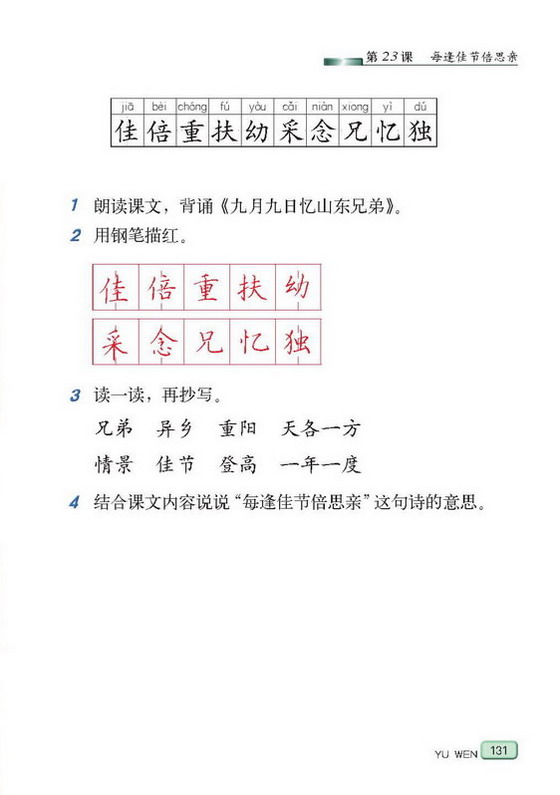 第23课 每逢佳节倍思亲
jiā bèi chóng fú yòu cǎi niàn xiong yì dú
佳倍重扶幼采念兄忆独
1 朗读课文，背诵《九月九日忆山东兄弟》。
2 用钢笔描红。
佳倍重扶幼
采念兄忆独
3 读一读，再抄写。
兄弟 异乡 重阳 天各一方
情景 佳节 登高 一年一度
4 结合课文内容说说“每逢佳节倍思亲”这句诗的意思。
YU WEN 131